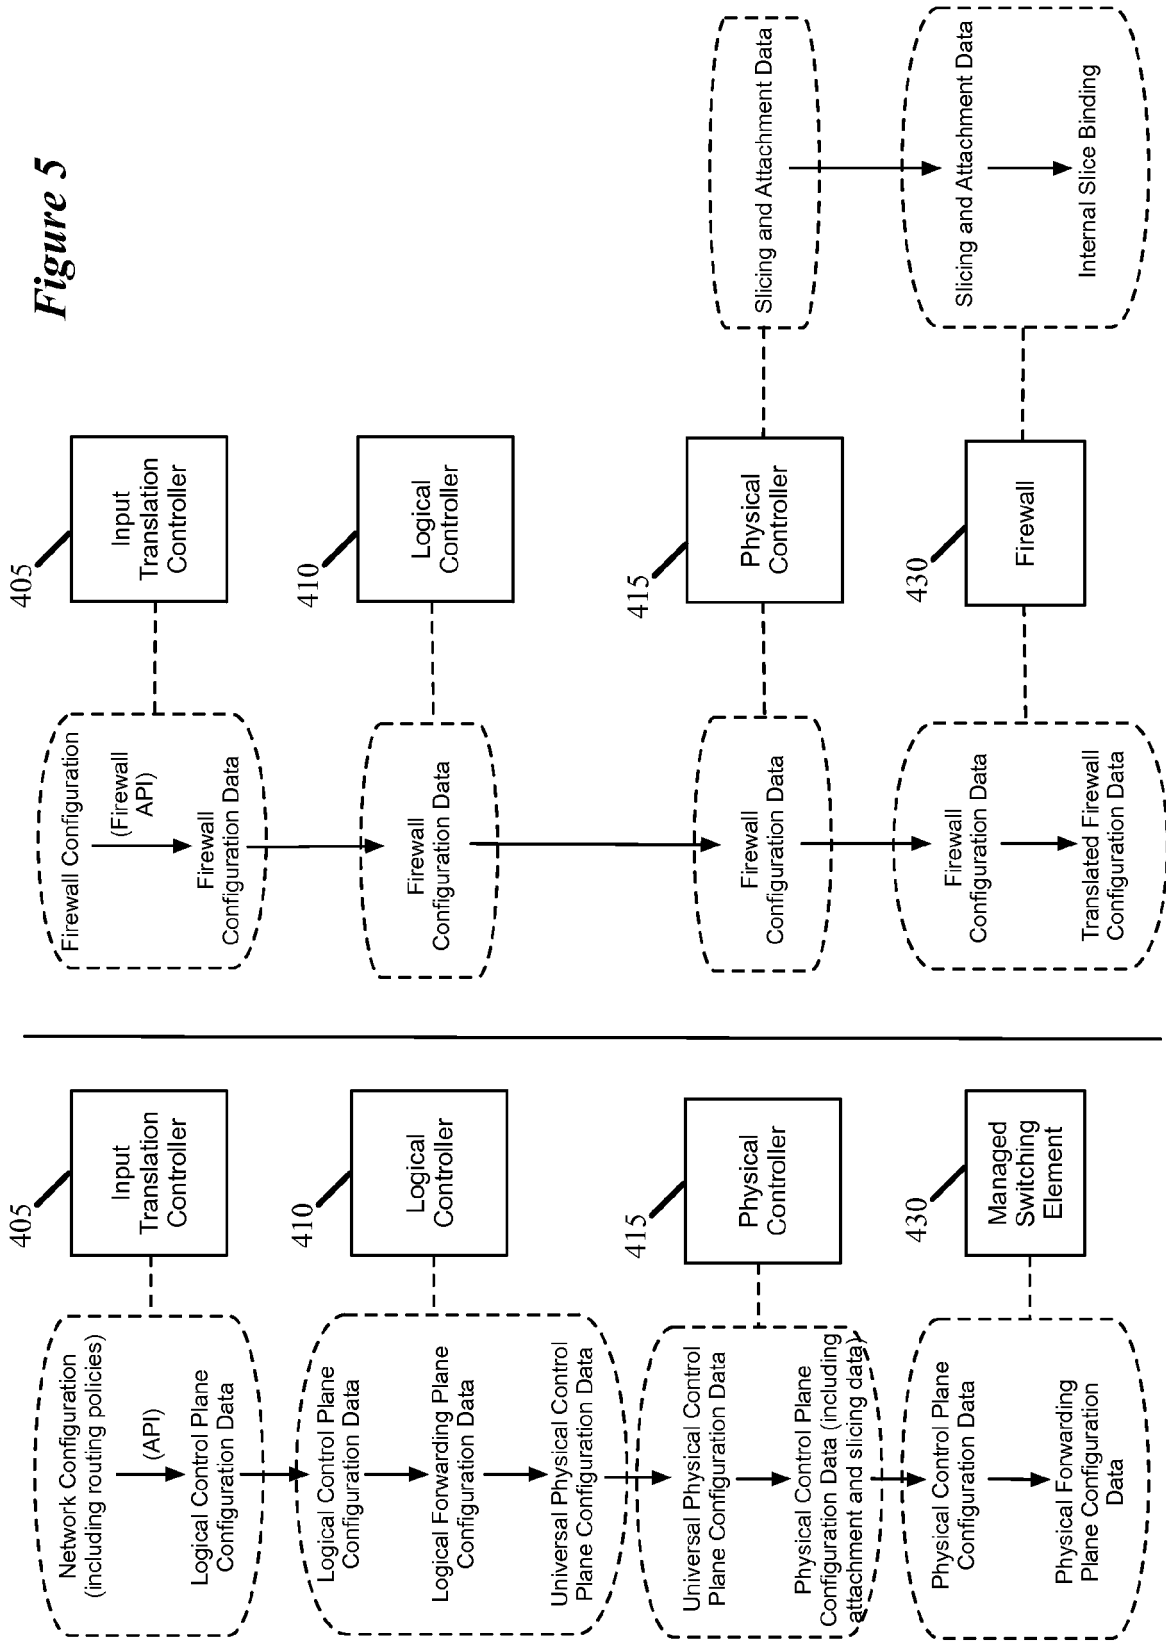 Figure 5
405
Input
Translation
Controller
Network Configuration
(including routing policies)
(API)
Logical Control Plane
Configuration Data
410
Logical
Controller
Logical Control Plane
Configuration Data
Logical Forwarding Plane
Configuration Data
Universal Physical Control
Plane Configuration Data
415
Physical
Controller
Universal Physical Control
Plane Configuration Data
Physical Control Plane
Configuration Data (including
attachment and slicing data)
430
Managed
Switching
Element
Physical Control Plane
Configuration Data
Physical Forwarding
Plane Configuration
Data
405
Input
Translation
Controller
Firewall Configuration
(Firewall
API)
Firewall
Configuration Data
410
Logical
Controller
Firewall
Configuration Data
415
Physical
Controller
Firewall
Configuration Data
Slicing and Attachment Data
430
Firewall
Firewall
Configuration Data
Translated Firewall
Configuration Data
Slicing and Attachment Data
Internal Slice Binding